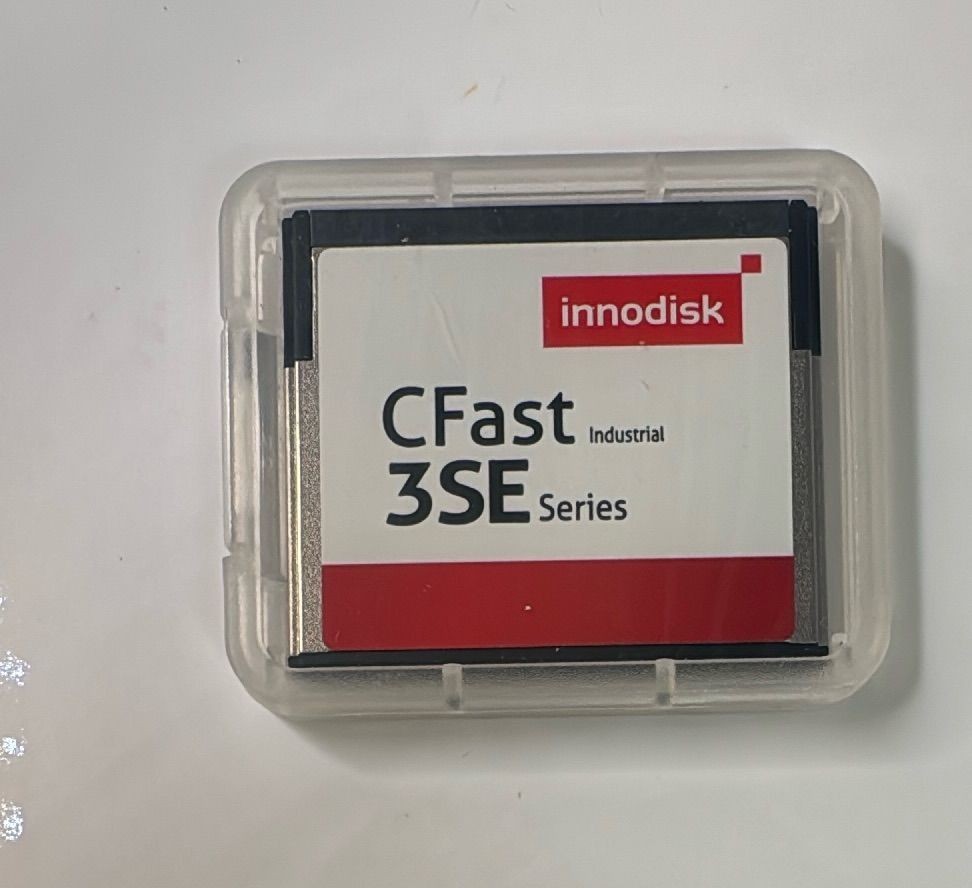 innodisk
CFast Industrial
3SE Series